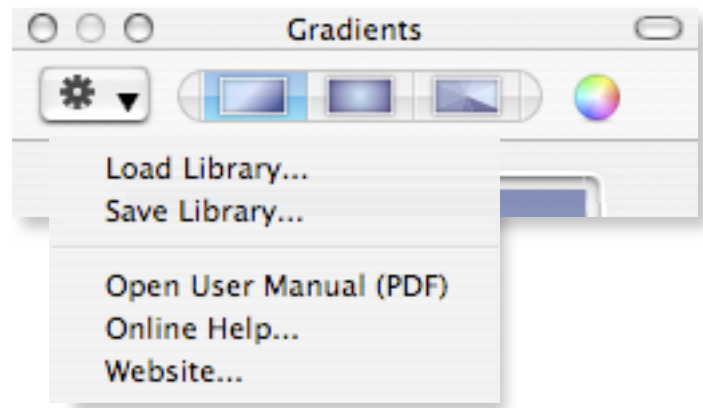 Gradients
Load Library...
Save Library...
Open User Manual (PDF)
Online Help...
Website...